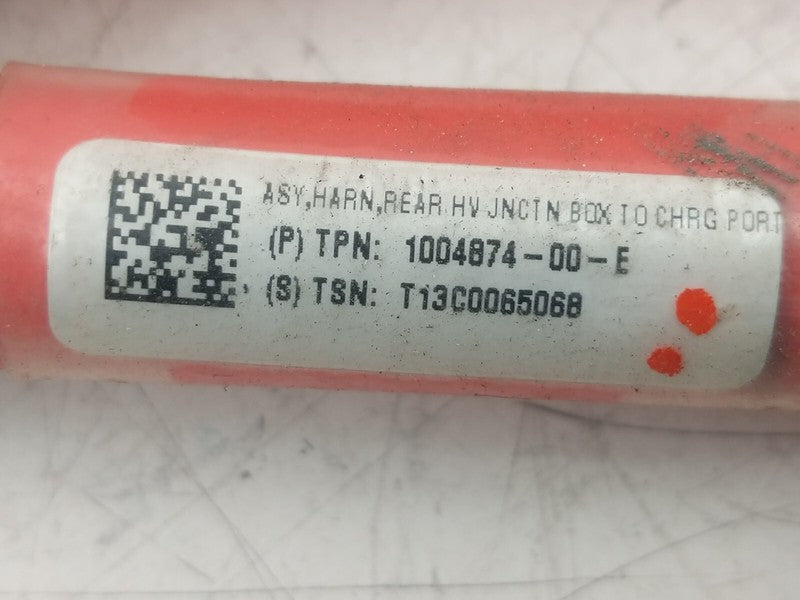 ASY,HARN,REAR HV JNCTN BOX TO CHRG PORT
(P) TPN: 1004874-00-E
(S) TSN: T13C0065068